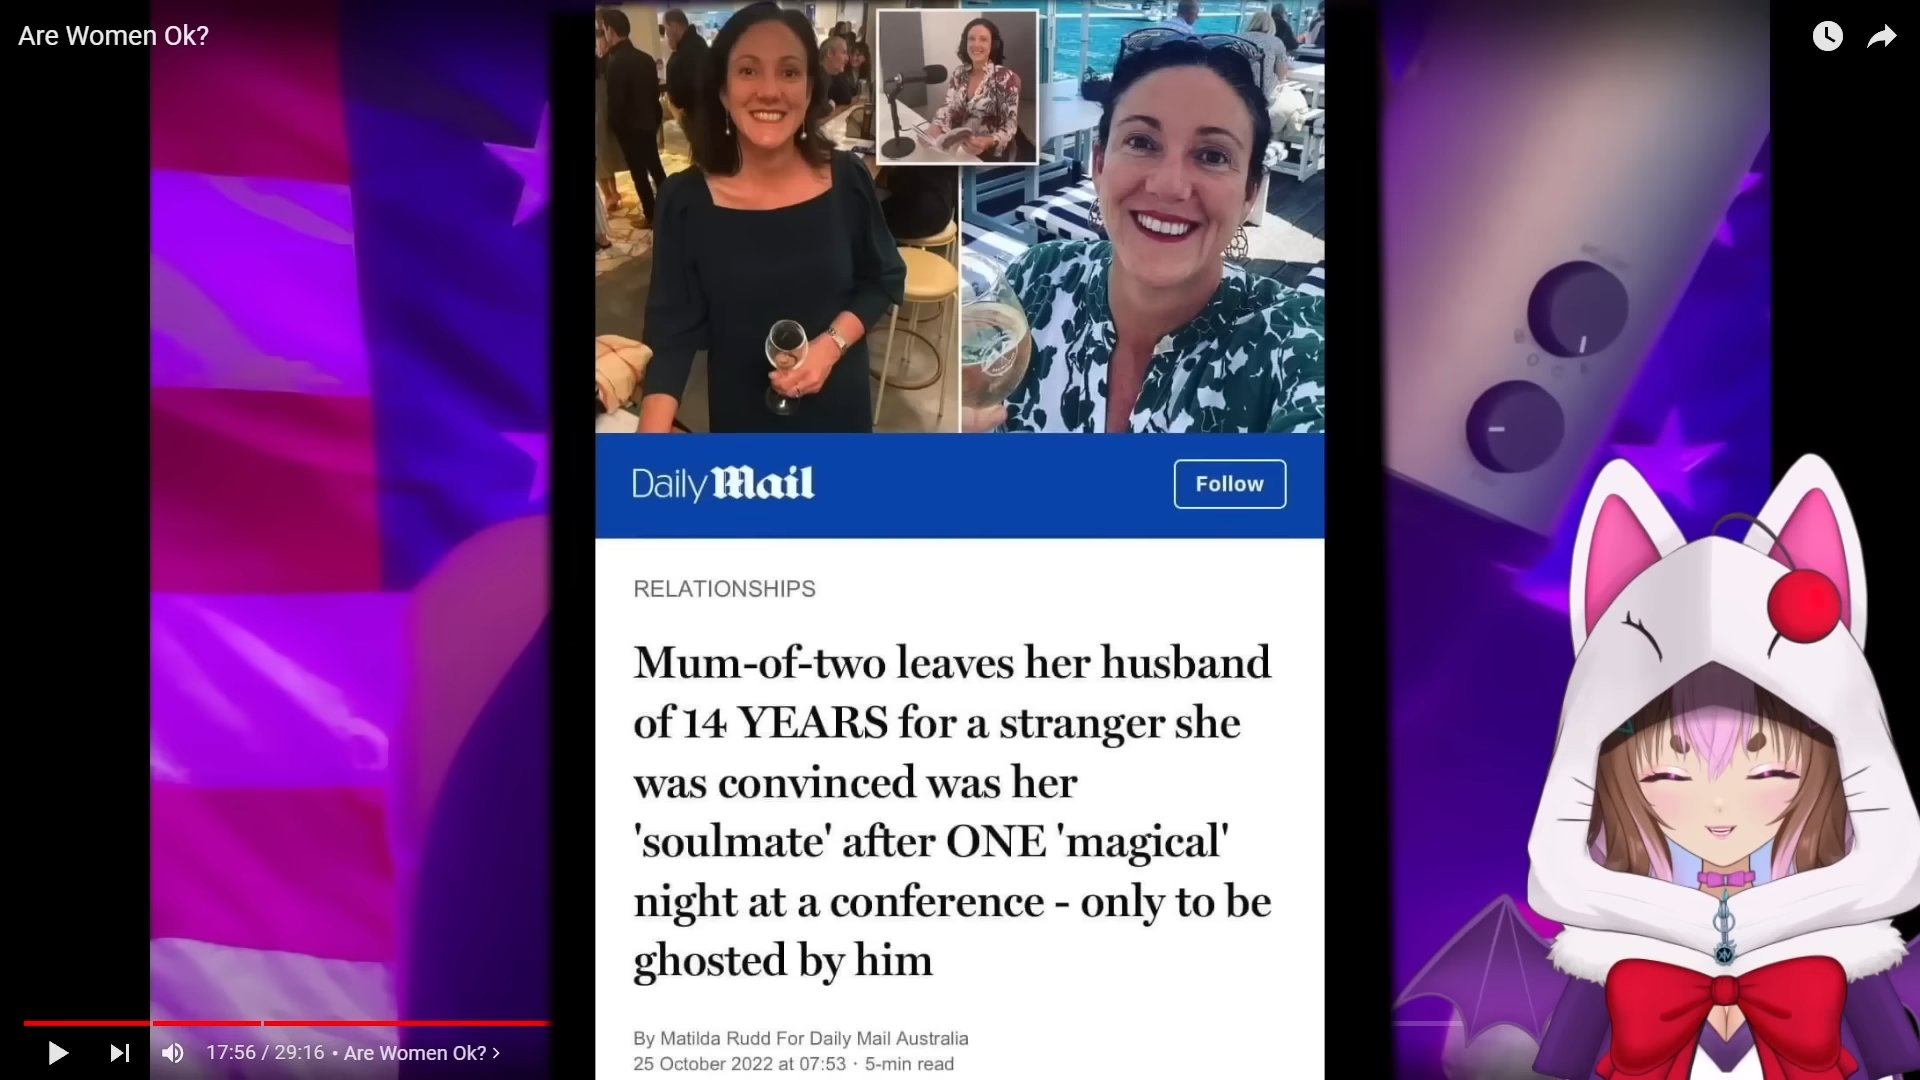 Are Women Ok?
Daily Mail
Follow
RELATIONSHIPS
Mum-of-two leaves her husband
of 14 YEARS for a stranger she
was convinced was her
'soulmate' after ONE 'magical'
night at a conference - only to be
ghosted by him
By Matilda Rudd For Daily Mail Australia
25 October 2022 at 07:53 · 5-min read
17:56 / 29:16 • Are Women Ok? >